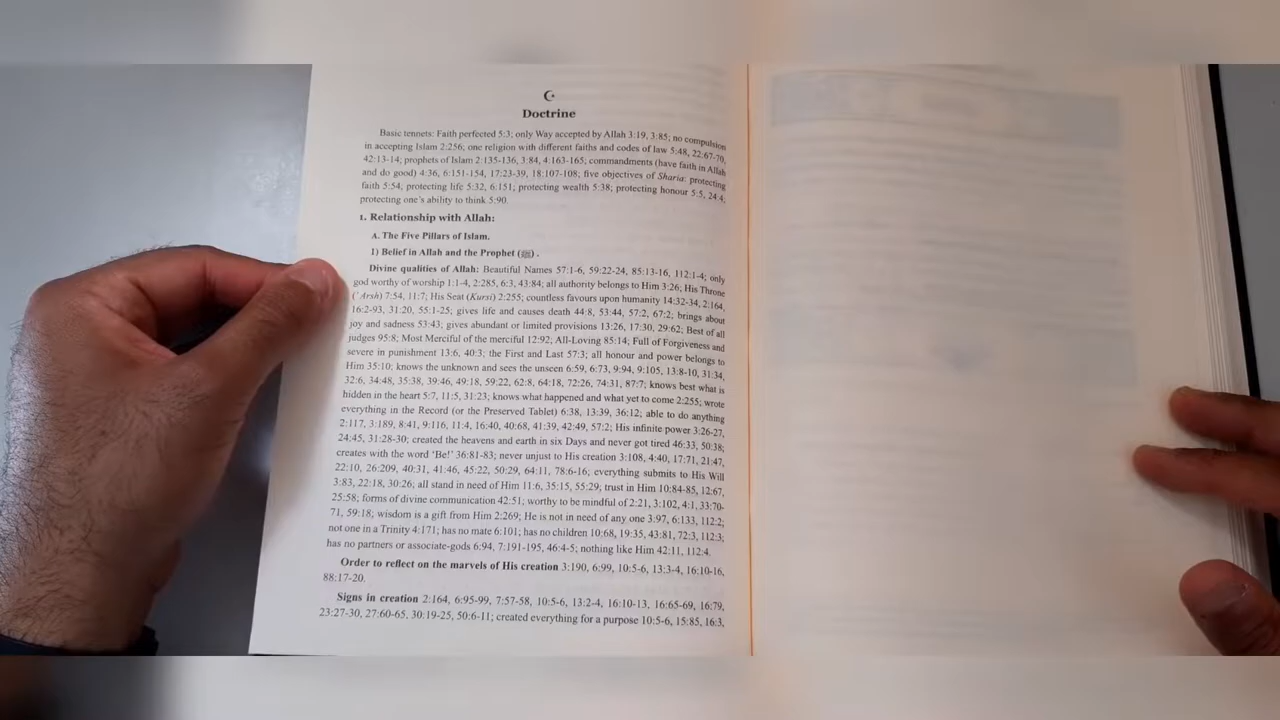 Doctrine
Basic tennets: Faith perfected 5:3; only Way accepted by Allah 3:19, 3:85; no compulsion
in accepting Islam 2:256; one religion with different faiths and codes of law 5:48, 22:67-70,
42:13-14; prophets of Islam 2:135-136, 3:84, 4:163-165; commandments (have faith in Allah
and do good) 4:36, 6:151-154, 17:23-39, 18:107-108; five objectives of Sharia: protecting
faith 5:54; protecting life 5:32, 6:151; protecting wealth 5:38; protecting honour 5:5, 24:4,
protecting one's ability to think 5:90.
1. Relationship with Allah:
A. The Five Pillars of Islam.
1) Belief in Allah and the Prophet (ﷺ) .
Divine qualities of Allah: Beautiful Names 57:1-6, 59:22-24, 85:13-16, 112:1-4; only
god worthy of worship 1:1-4, 2:285, 6:3, 43:84; all authority belongs to Him 3:26; His Throne
('Arsh) 7:54, 11:7; His Seat (Kursi) 2:255; countless favours upon humanity 14:32-34, 2:164,
16:2-93, 31:20, 55:1-25; gives life and causes death 44:8, 53:44, 57:2, 67:2; brings about
joy and sadness 53:43; gives abundant or limited provisions 13:26, 17:30, 29:62; Best of all
judges 95:8; Most Merciful of the merciful 12:92; All-Loving 85:14; Full of Forgiveness and
severe in punishment 13:6, 40:3; the First and Last 57:3; all honour and power belongs to
Him 35:10; knows the unknown and sees the unseen 6:59, 6:73, 9:94, 9:105, 13:8-10, 31:34,
32:6, 34:48, 35:38, 39:46, 49:18, 59:22, 62:8, 64:18, 72:26, 74:31, 87:7; knows best what is
hidden in the heart 5:7, 11:5, 31:23; knows what happened and what yet to come 2:255; wrote
everything in the Record (or the Preserved Tablet) 6:38, 13:39, 36:12; able to do anything
2:117, 3:189, 8:41, 9:116, 11:4, 16:40, 40:68, 41:39, 42:49, 57:2; His infinite power 3:26-27,
24:45, 31:28-30; created the heavens and earth in six Days and never got tired 46:33, 50:38;
creates with the word 'Be!' 36:81-83; never unjust to His creation 3:108, 4:40, 17:71, 21:47,
22:10, 26:209, 40:31, 41:46, 45:22, 50:29, 64:11, 78:6-16; everything submits to His Will
3:83, 22:18, 30:26; all stand in need of Him 11:6, 35:15, 55:29; trust in Him 10:84-85, 12:67,
25:58; forms of divine communication 42:51; worthy to be mindful of 2:21, 3:102, 4:1, 33:70-
71, 59:18; wisdom is a gift from Him 2:269; He is not in need of any one 3:97, 6:133, 112:2;
not one in a Trinity 4:171; has no mate 6:101; has no children 10:68, 19:35, 43:81, 72:3, 112:3;
has no partners or associate-gods 6:94, 7:191-195, 46:4-5; nothing like Him 42:11, 112:4.
Order to reflect on the marvels of His creation 3:190, 6:99, 10:5-6, 13:3-4, 16:10-16,
88:17-20.
Signs in creation 2:164, 6:95-99, 7:57-58, 10:5-6, 13:2-4, 16:10-13, 16:65-69, 16:79,
23:27-30, 27:60-65, 30:19-25, 50:6-11; created everything for a purpose 10:5-6, 15:85, 16:3,